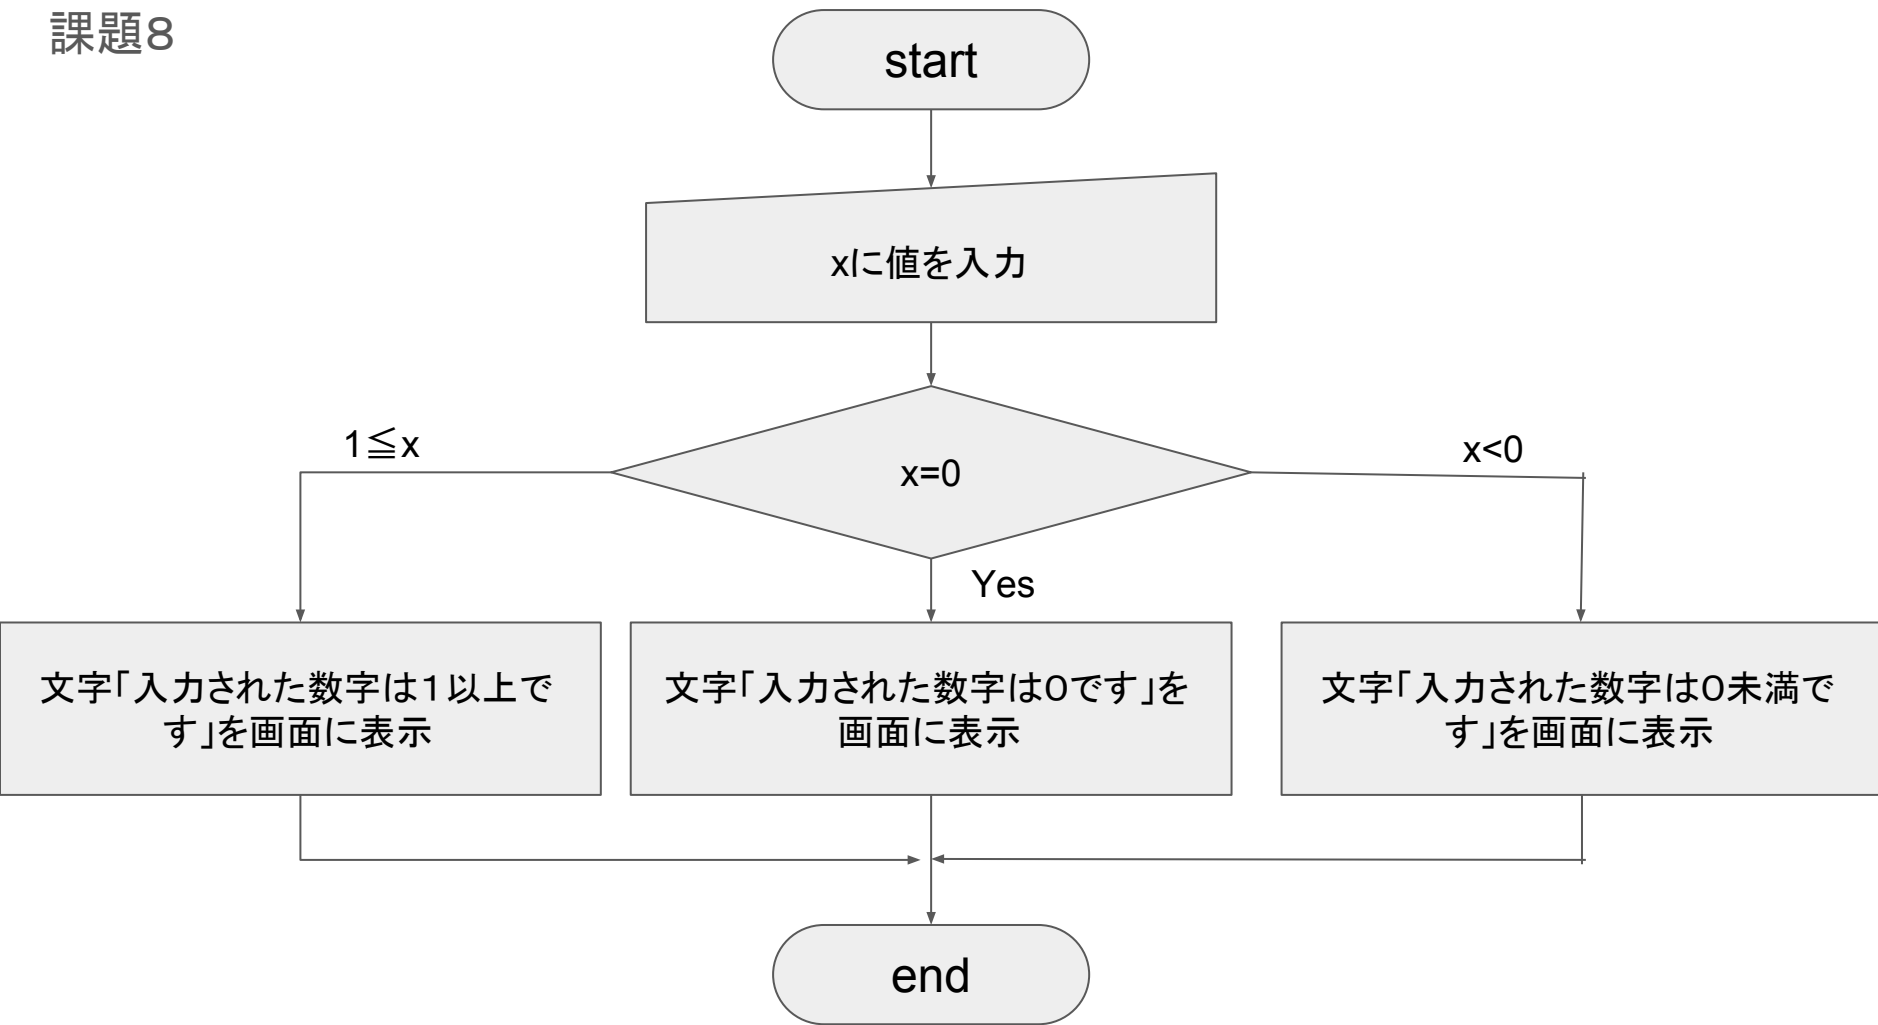 課題8
start
xに値を入力
1≦x
x=0
x<0
Yes
文字「入力された数字は１以上で
す」を画面に表示
文字「入力された数字は0です」を
画面に表示
文字「入力された数字は0未満で
す」を画面に表示
end